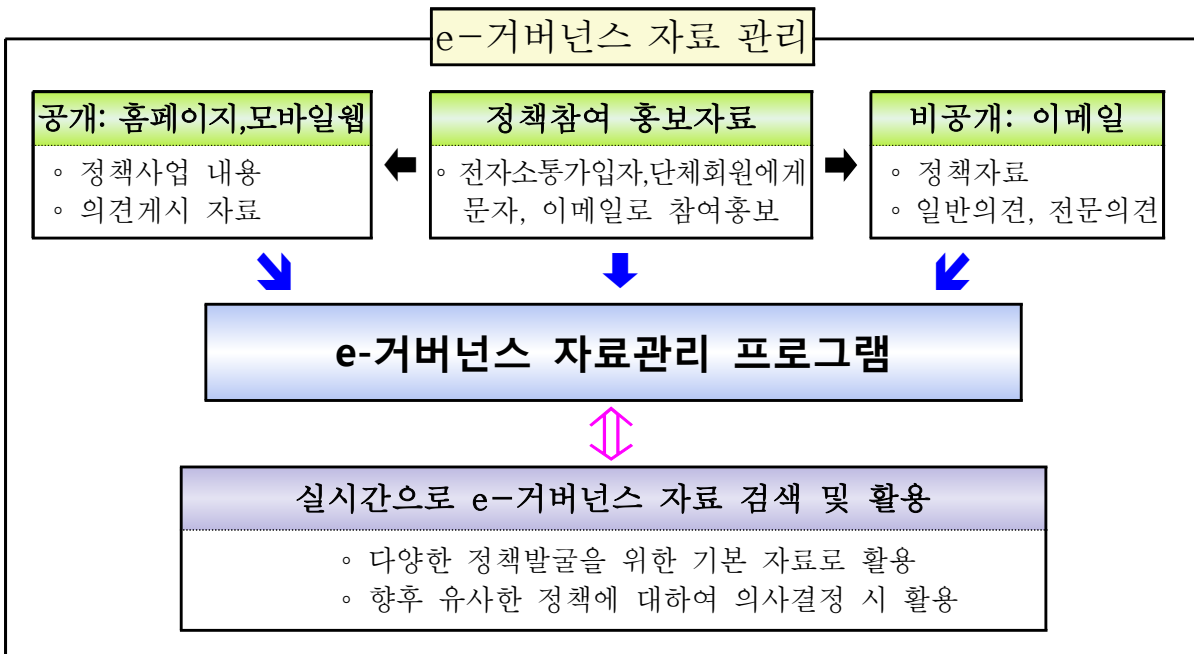 e-거버넌스 자료 관리
공개: 홈페이지,모바일웹
◦ 정책사업 내용
◦ 의견게시 자료
정책참여 홍보자료
◦ 전자소통가입자,단체회원에게
문자, 이메일로 참여홍보
비공개: 이메일
◦ 정책자료
◦ 일반의견, 전문의견
e-거버넌스 자료관리 프로그램
실시간으로 e-거버넌스 자료 검색 및 활용
◦ 다양한 정책발굴을 위한 기본 자료로 활용
◦ 향후 유사한 정책에 대하여 의사결정 시 활용